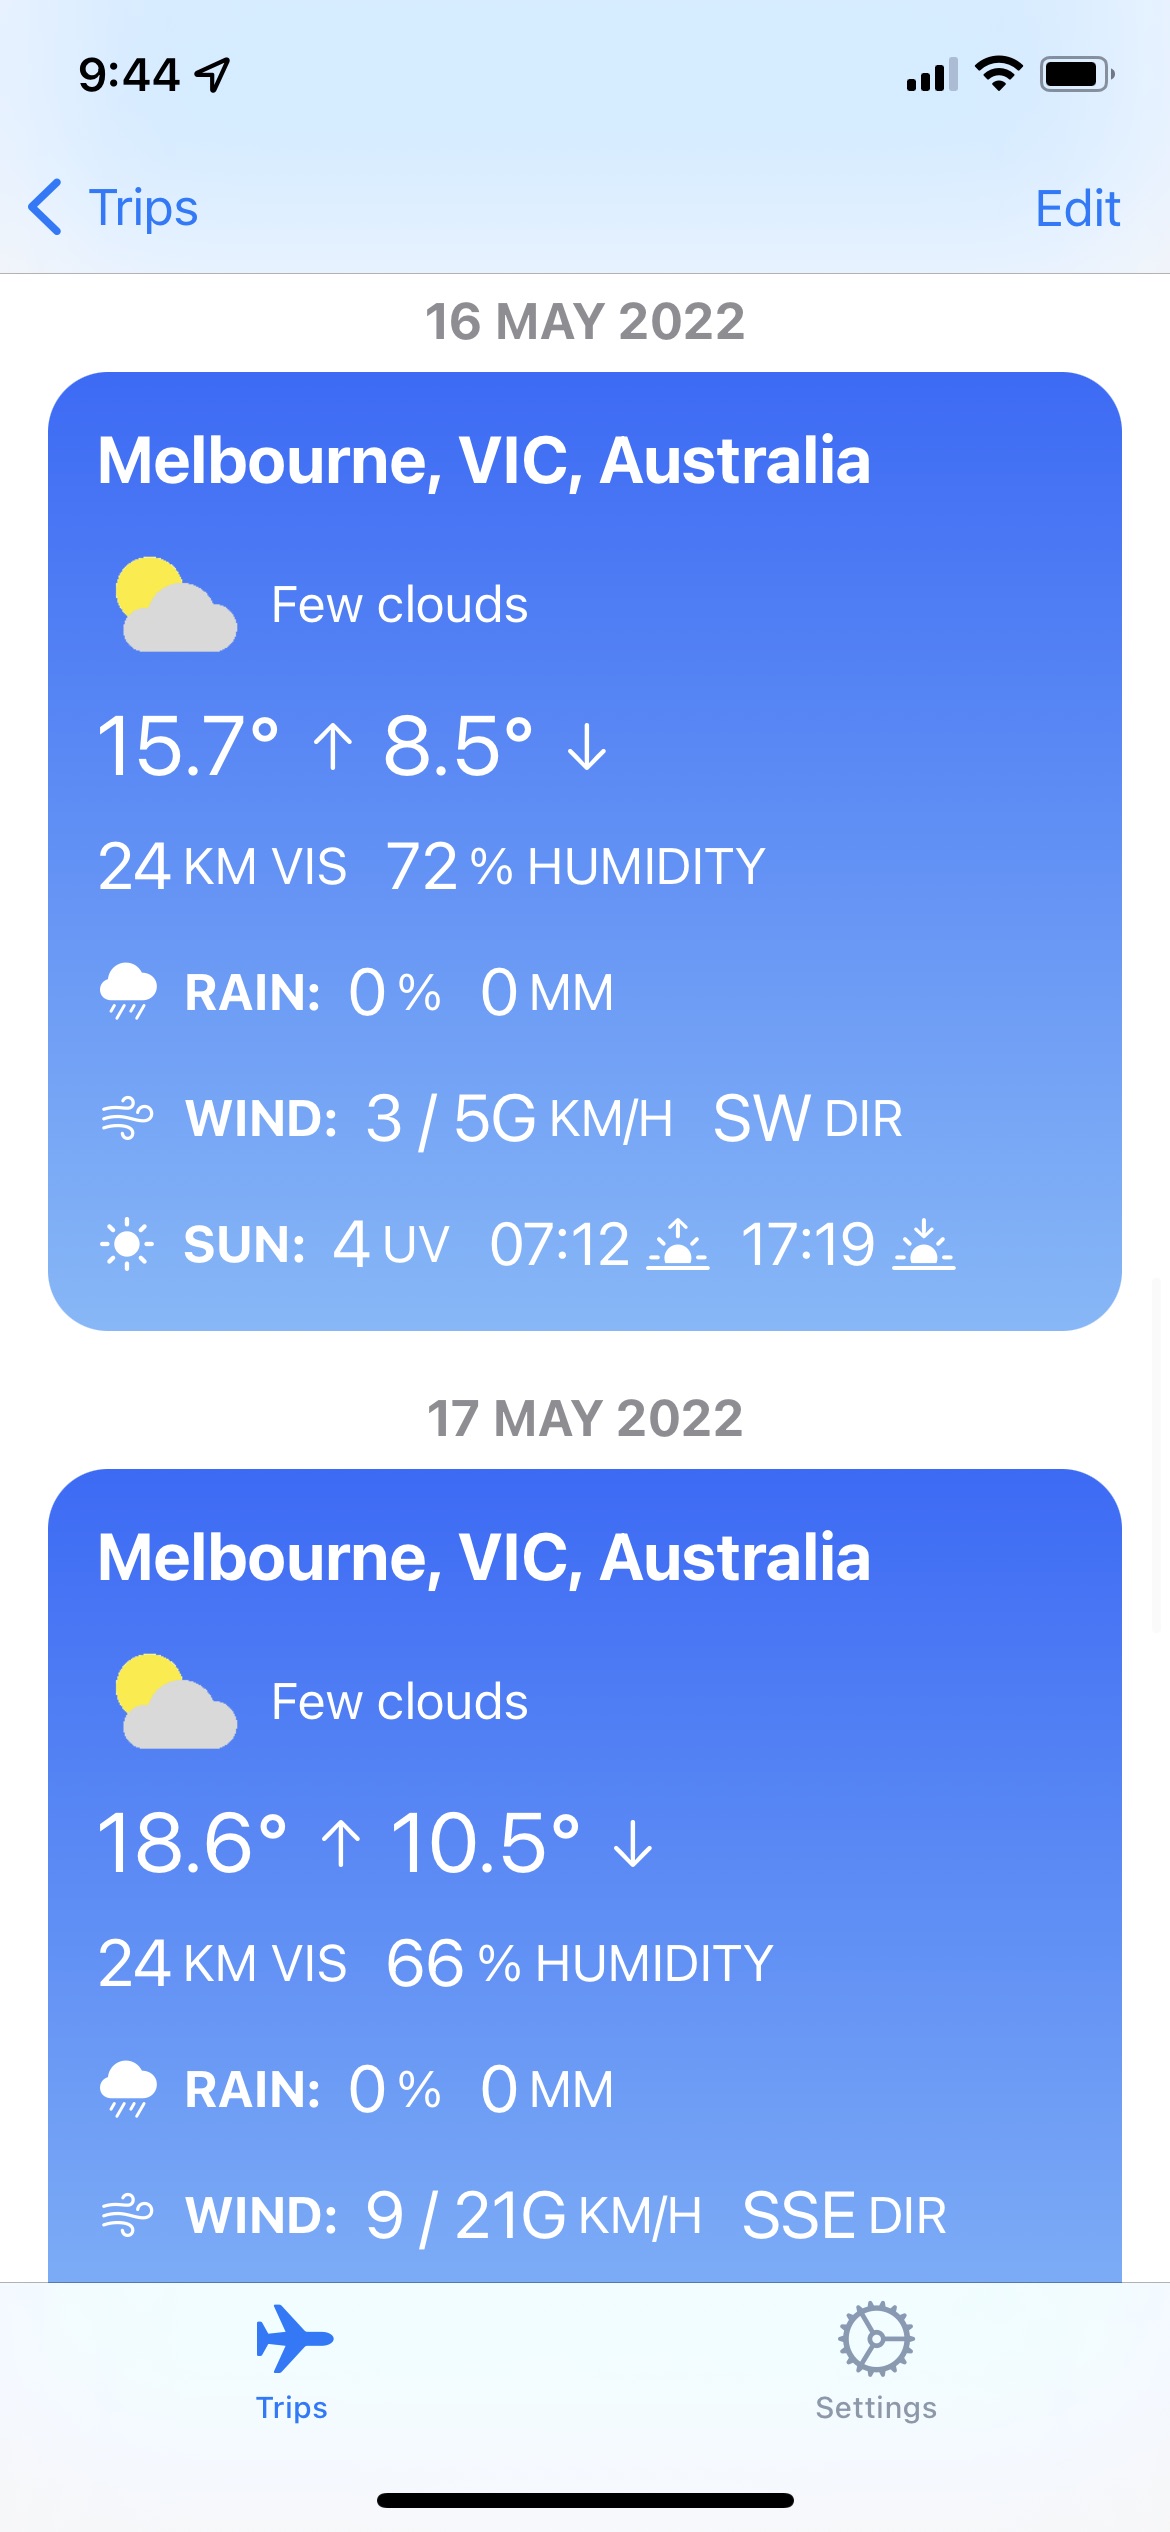 9:44
Trips
Edit
16 MAY 2022
Melbourne, VIC, Australia
Few clouds
15.7° ↑ 8.5° ↓
24 KM VIS 72 % HUMIDITY
RAIN: 0 % 0 MM
WIND: 3 / 5G KM/H SW DIR
SUN: 4 UV 07:12 17:19
17 MAY 2022
Melbourne, VIC, Australia
Few clouds
18.6° ↑ 10.5° ↓
24 KM VIS 66 % HUMIDITY
RAIN: 0 % 0 MM
WIND: 9 / 21G KM/H SSE DIR
Trips
Settings